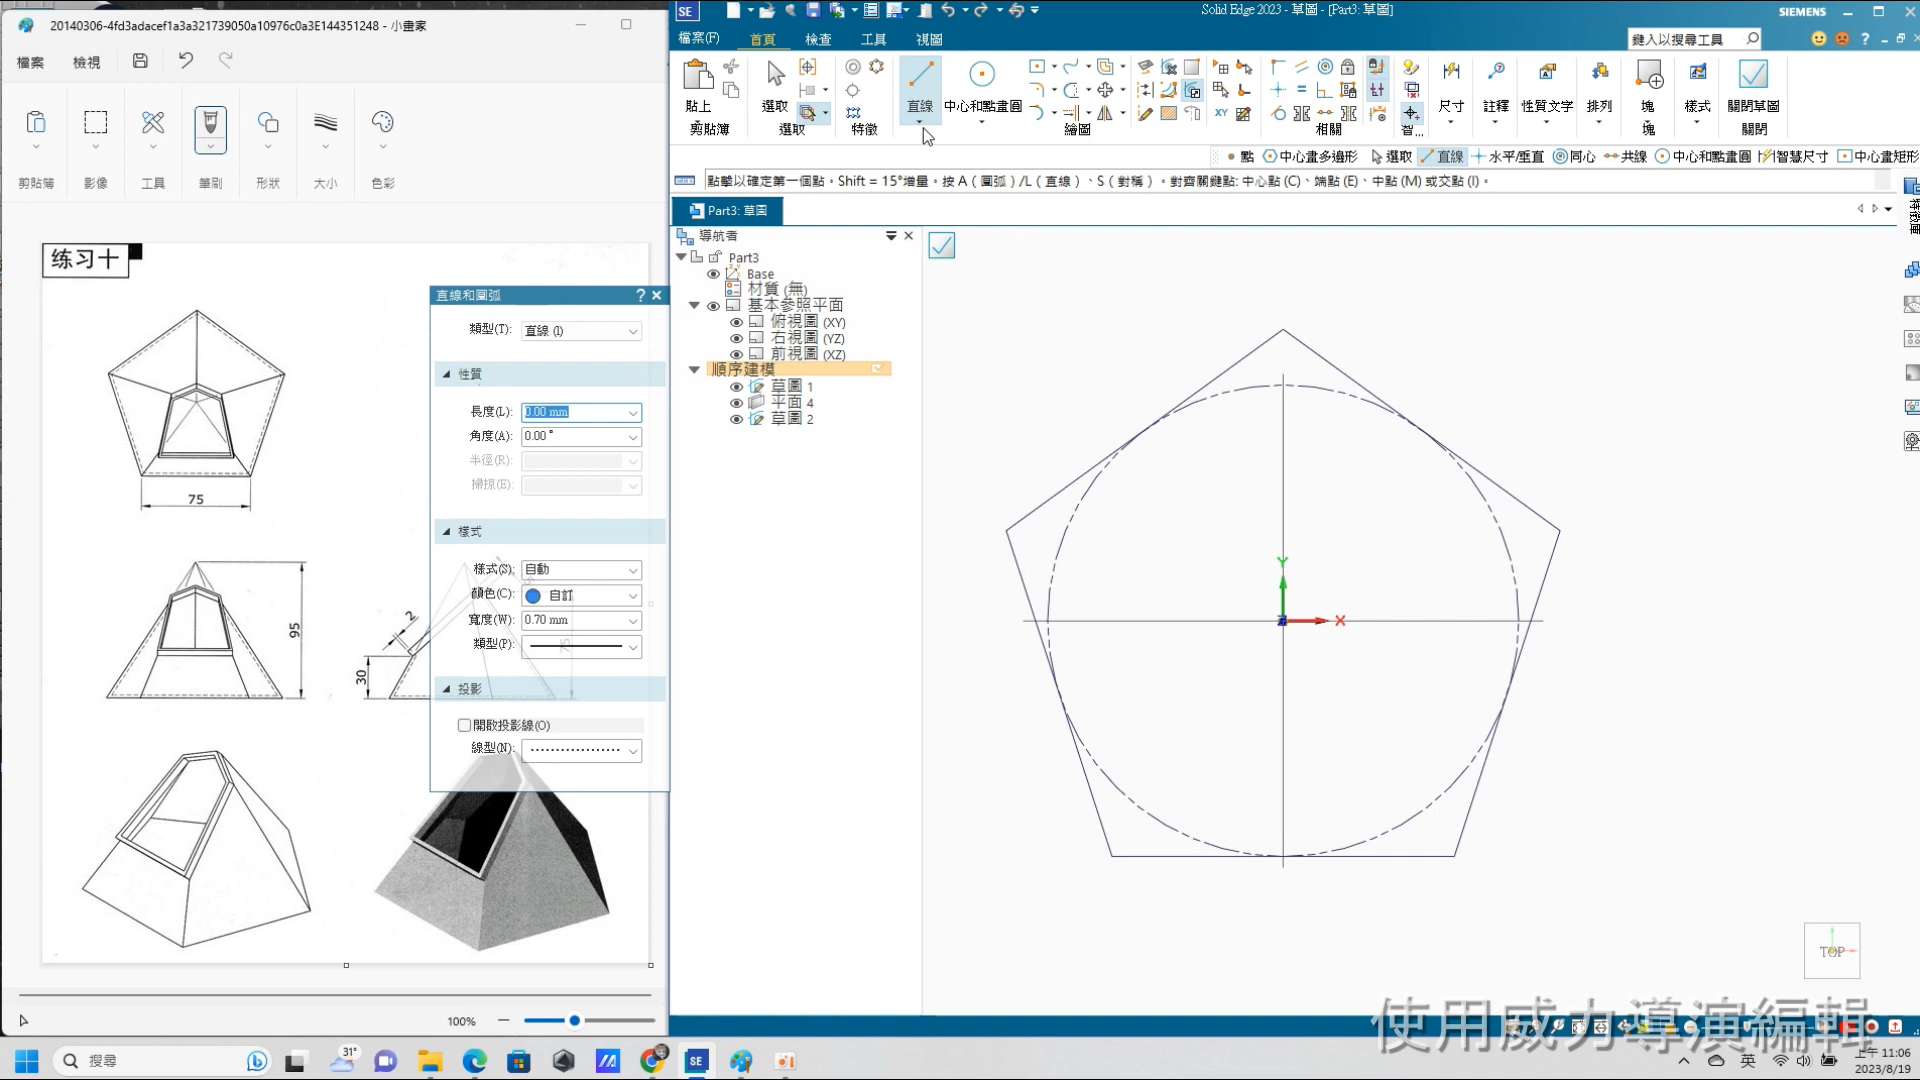 20140306-4fd3adacef1a3a321739050a10976c0a3E144351248 - 小畫家
檔案 檢視
剪貼簿 影像 工具 筆刷 形狀 大小 色彩
练习十
75
95
2
30
75
100%
直線和圓弧 ?
類型(T): 直線 (l)
性質
長度(L): 0.00 mm
角度(A): 0.00 °
半徑(R):
掃掠(E):
樣式
樣式(S): 自動
顏色(C): 自訂
寬度(W): 0.70 mm
類型(P):
投影
開啟投影線(O)
線型(N):
SE
Solid Edge 2023 - 草圖 - [Part3: 草圖]
SIEMENS
檔案(F) 首頁 檢查 工具 視圖
鍵入以搜尋工具
貼上 選取 直線 中心和點畫圓 尺寸 註釋 性質文字 排列 塊 樣式 關閉草圖
剪貼簿 選取 特徵 繪圖 相關 智... 塊 關閉
點 中心畫多邊形 選取 直線 水平/垂直 同心 共線 中心和點畫圓 智慧尺寸 中心畫矩形
點擊以確定第一個點。Shift = 15°增量。按 A（圓弧）/L（直線）、S（對稱）。對齊關鍵點: 中心點 (C)、端點 (E)、中點 (M) 或交點 (I)。
Part3: 草圖
導航者
Part3
Base
材質 (無)
基本參照平面
俯視圖 (XY)
右視圖 (YZ)
前視圖 (XZ)
順序建模
草圖 1
平面 4
草圖 2
Y
X
TOP
使用威力導演編輯
搜尋
31°
SE
英
上午 11:06
2023/8/19